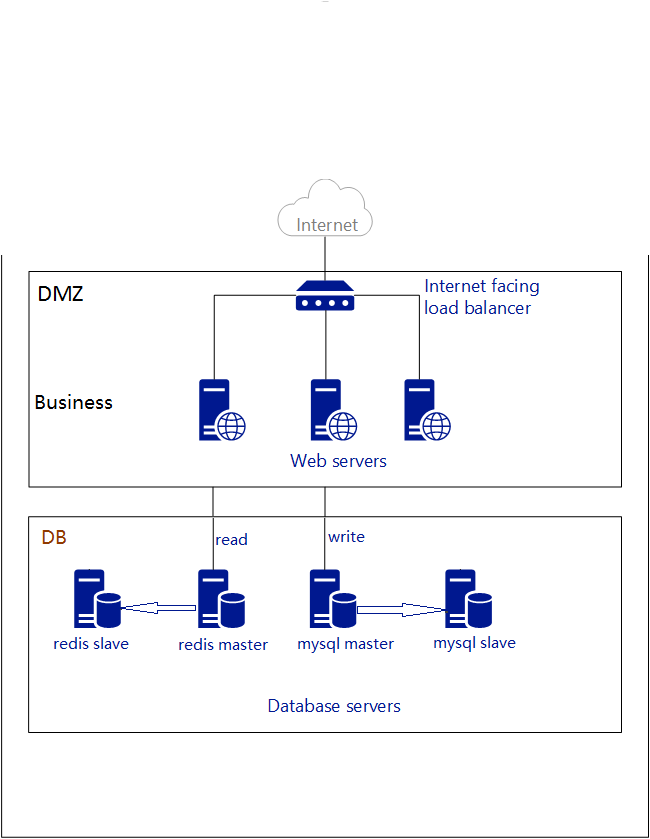 Internet
DMZ
Internet facing
load balancer
Business
Web servers
DB
read
write
redis slave
redis master
mysql master
mysql slave
Database servers